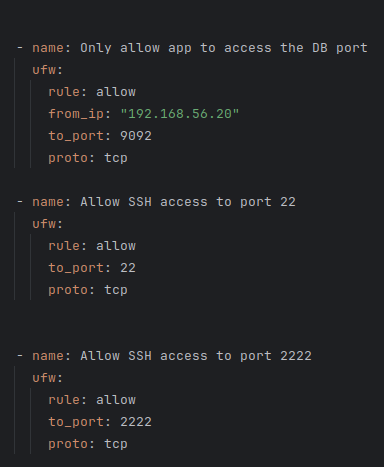 - name: Only allow app to access the DB port
  ufw:
    rule: allow
    from_ip: "192.168.56.20"
    to_port: 9092
    proto: tcp
- name: Allow SSH access to port 22
  ufw:
    rule: allow
    to_port: 22
    proto: tcp
- name: Allow SSH access to port 2222
  ufw:
    rule: allow
    to_port: 2222
    proto: tcp